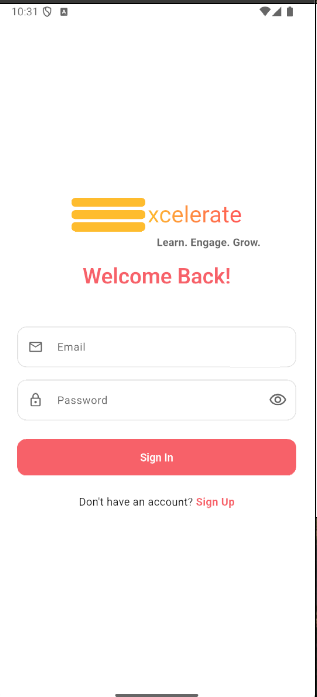 10:31
xcelerate
Learn. Engage. Grow.
Welcome Back!
Email
Password
Sign In
Don't have an account? Sign Up